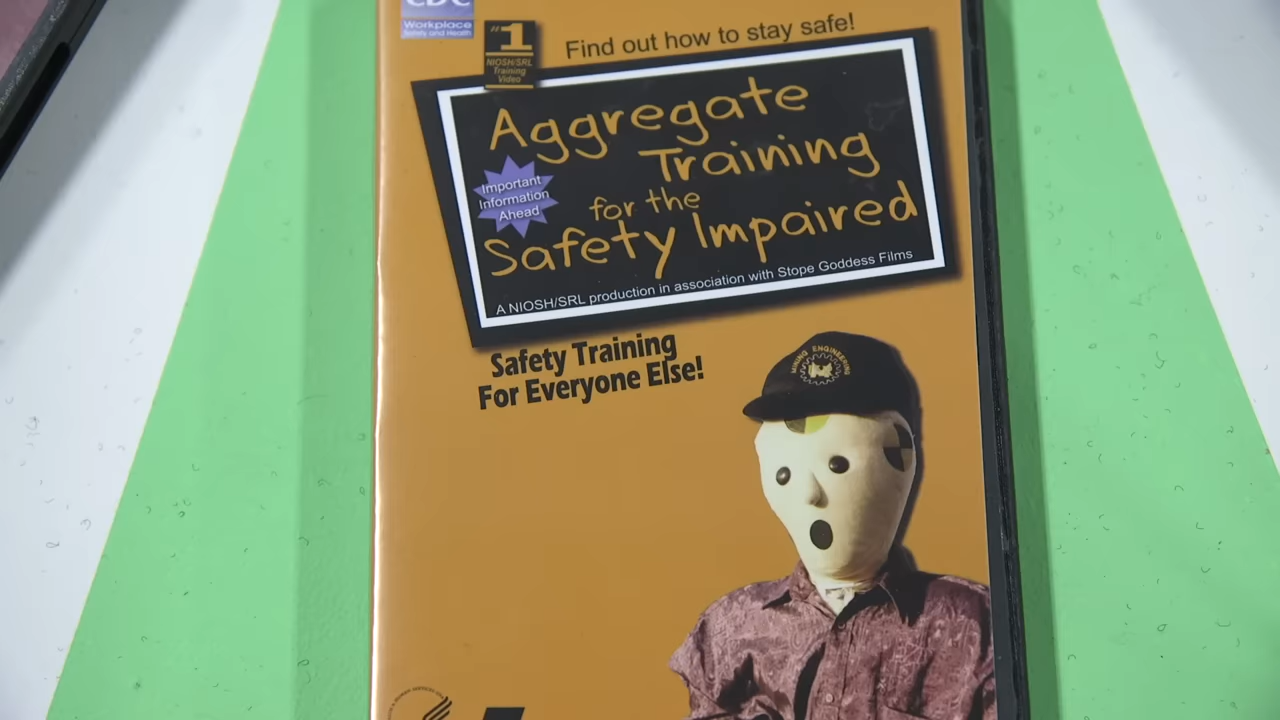 CDC
Workplace
Safety and Health
#1
NIOSH/SRL
Training
Video
Find out how to stay safe!
Aggregate
Training
for the
Safety Impaired
Important
Information
Ahead
A NIOSH/SRL production in association with Stope Goddess Films
Safety Training
For Everyone Else!
MINING ENGINEERING